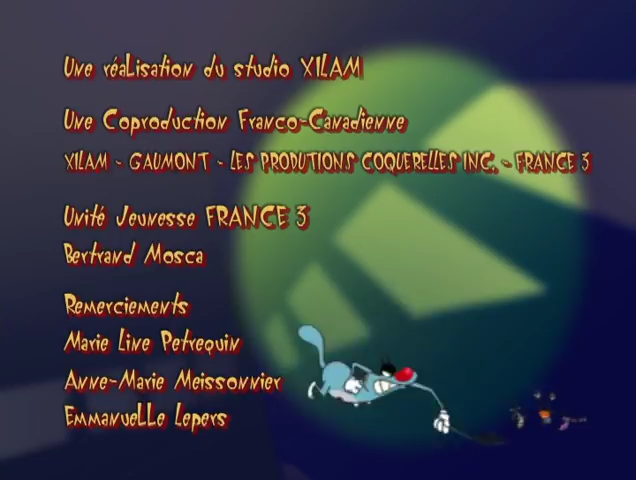 Une réalisation du studio XILAM
Une Coproduction Franco-Canadienne
XILAM - GAUMONT - LES PRODUTIONS COQUERELLES INC. - FRANCE 3
Unité Jeunesse FRANCE 3
Bertrand Mosca
Remerciements
Marie Line Petrequin
Anne-Marie Meissonnier
Emmanuelle Lepers